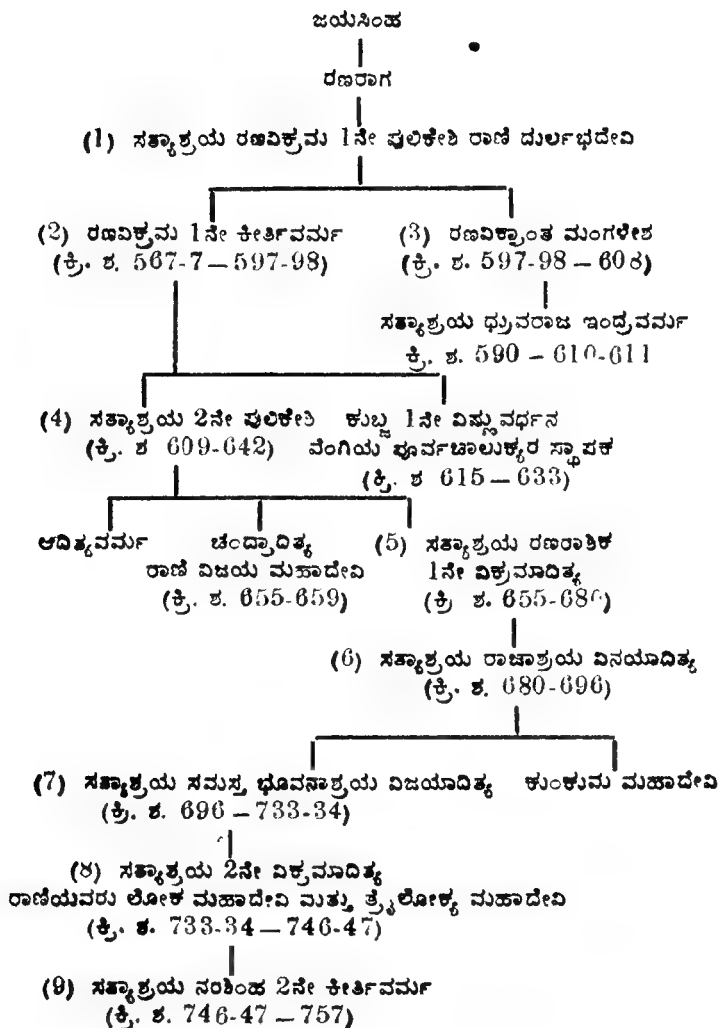 ಜಯಸಿಂಹ
ರಣರಾಗ
(1) ಸತ್ಯಾಶ್ರಯ ರಣವಿಕ್ರಮ 1ನೇ ಪುಲಿಕೇಶಿ ರಾಣಿ ದುರ್ಲಭದೇವಿ
(2) ರಣವಿಕ್ರಮ 1ನೇ ಕೀರ್ತಿವರ್ಮ (3) ರಣವಿಕ್ರಾಂತ ಮಂಗಳೇಶ
(ಕ್ರಿ. ಶ. 567-7—597-98) (ಕ್ರಿ. ಶ. 597-98 — 608)
ಸತ್ಯಾಶ್ರಯ ಧ್ರುವರಾಜ ಇಂದ್ರವರ್ಮ
ಕ್ರಿ. ಶ. 590 — 610-611
(4) ಸತ್ಯಾಶ್ರಯ 2ನೇ ಪುಲಿಕೇಶಿ ಕುಬ್ಜ 1ನೇ ವಿಷ್ಣುವರ್ಧನ
(ಕ್ರಿ. ಶ 609-642) ವೆಂಗಿಯ ಪೂರ್ವಚಾಲುಕ್ಯರ ಸ್ಥಾಪಕ
(ಕ್ರಿ. ಶ 615—633)
ಆದಿತ್ಯವರ್ಮ ಚಂದ್ರಾದಿತ್ಯ (5) ಸತ್ಯಾಶ್ರಯ ರಣರಾಶಿಕ
ರಾಣಿ ವಿಜಯ ಮಹಾದೇವಿ 1ನೇ ವಿಕ್ರಮಾದಿತ್ಯ
(ಕ್ರಿ. ಶ. 655-659) (ಕ್ರಿ ಶ. 655-680
(6) ಸತ್ಯಾಶ್ರಯ ರಾಜಾಶ್ರಯ ವಿನಯಾದಿತ್ಯ
(ಕ್ರಿ. ಶ. 680-696)
(7) ಸತ್ಯಾಶ್ರಯ ಸಮಸ್ತ ಭೂವನಾಶ್ರಯ ವಿಜಯಾದಿತ್ಯ ಕುಂಕುಮ ಮಹಾದೇವಿ
(ಕ್ರಿ. ಶ. 696 — 733-34)
(8) ಸತ್ಯಾಶ್ರಯ 2ನೇ ವಿಕ್ರಮಾದಿತ್ಯ
ರಾಣಿಯವರು ಲೋಕ ಮಹಾದೇವಿ ಮತ್ತು ತ್ರೈಲೋಕ್ಯ ಮಹಾದೇವಿ
(ಕ್ರಿ. ಶ. 733-34—746-47)
(9) ಸತ್ಯಾಶ್ರಯ ನರಸಿಂಹ 2ನೇ ಕೀರ್ತಿವರ್ಮ
(ಕ್ರಿ. ಶ. 746-47 —757)